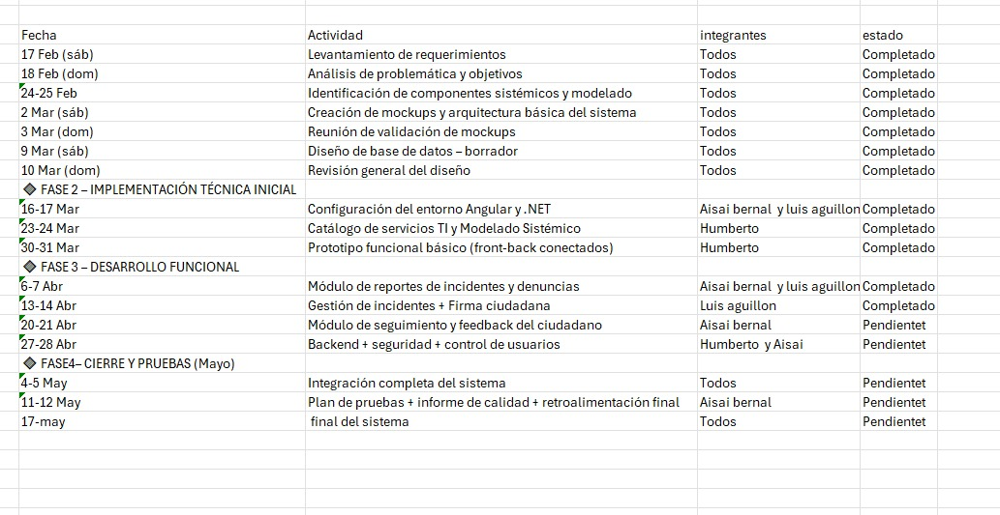 Fecha Actividad integrantes estado
17 Feb (sáb) Levantamiento de requerimientos Todos Completado
18 Feb (dom) Análisis de problemática y objetivos Todos Completado
24-25 Feb Identificación de componentes sistémicos y modelado Todos Completado
2 Mar (sáb) Creación de mockups y arquitectura básica del sistema Todos Completado
3 Mar (dom) Reunión de validación de mockups Todos Completado
9 Mar (sáb) Diseño de base de datos – borrador Todos Completado
10 Mar (dom) Revisión general del diseño Todos Completado
◆ FASE 2 – IMPLEMENTACIÓN TÉCNICA INICIAL
16-17 Mar Configuración del entorno Angular y .NET Aisai bernal y luis aguillon Completado
23-24 Mar Catálogo de servicios TI y Modelado Sistémico Humberto Completado
30-31 Mar Prototipo funcional básico (front-back conectados) Humberto Completado
◆ FASE 3 – DESARROLLO FUNCIONAL
6-7 Abr Módulo de reportes de incidentes y denuncias Aisai bernal y luis aguillon Completado
13-14 Abr Gestión de incidentes + Firma ciudadana Luis aguillon Completado
20-21 Abr Módulo de seguimiento y feedback del ciudadano Aisai bernal Pendientet
27-28 Abr Backend + seguridad + control de usuarios Humberto y Aisai Pendientet
◆ FASE4– CIERRE Y PRUEBAS (Mayo)
4-5 May Integración completa del sistema Todos Pendientet
11-12 May Plan de pruebas + informe de calidad + retroalimentación final Aisai bernal Pendientet
17-may final del sistema Todos Pendientet